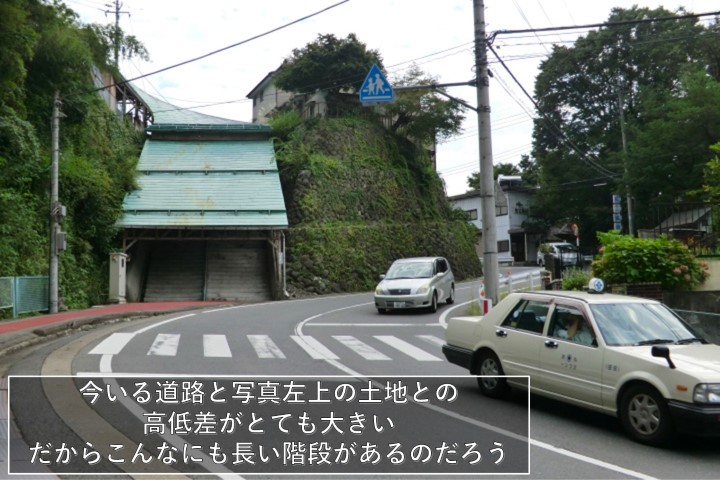 今いる道路と写真左上の土地との
高低差がとても大きい
だからこんなにも長い階段があるのだろう